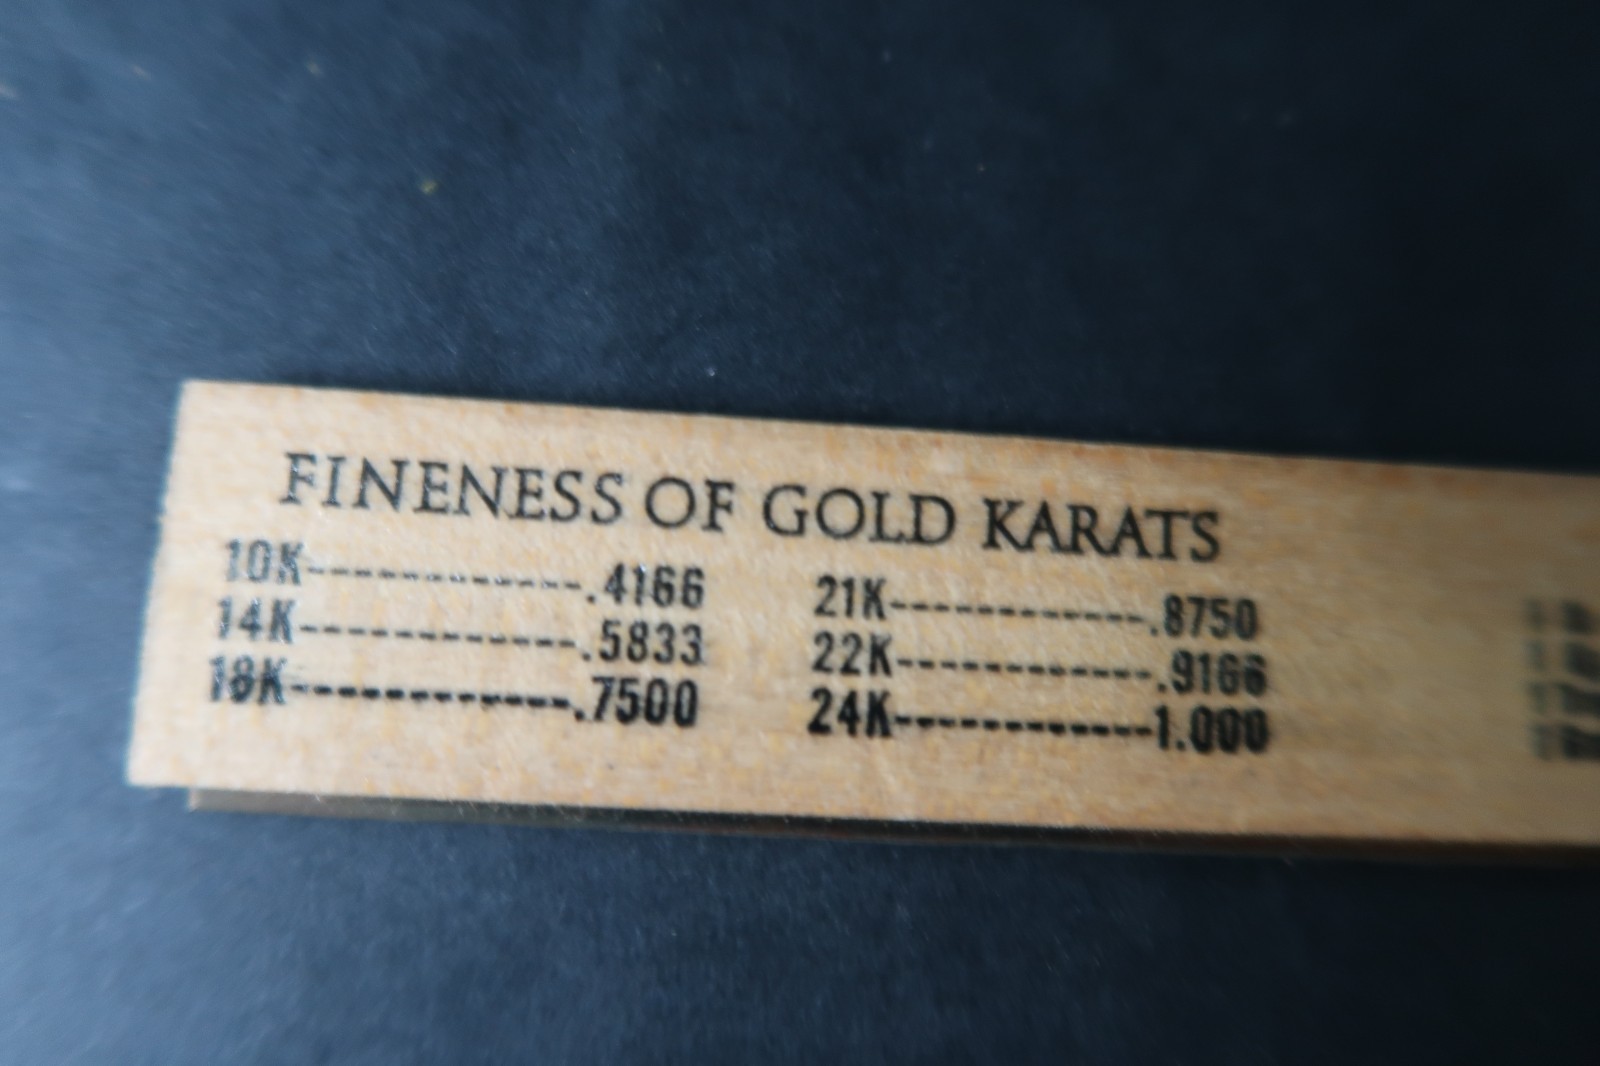 FINENESS OF GOLD KARATS
10K-------------.4166
14K-------------.5833
18K-------------.7500
21K------------.8750
22K------------.9166
24K------------1.000